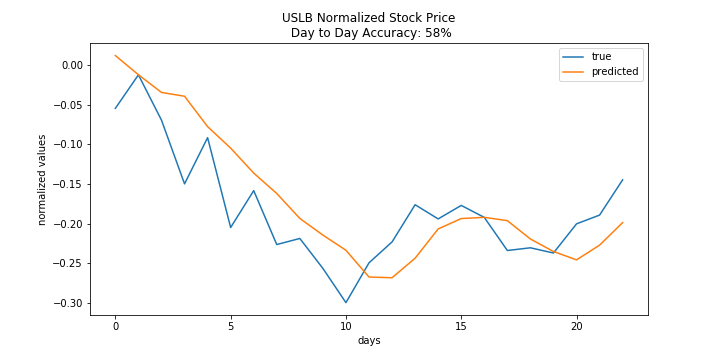 USLB Normalized Stock Price
Day to Day Accuracy: 58%
true
predicted
normalized values
0.00
−0.05
−0.10
−0.15
−0.20
−0.25
−0.30
0
5
10
15
20
days